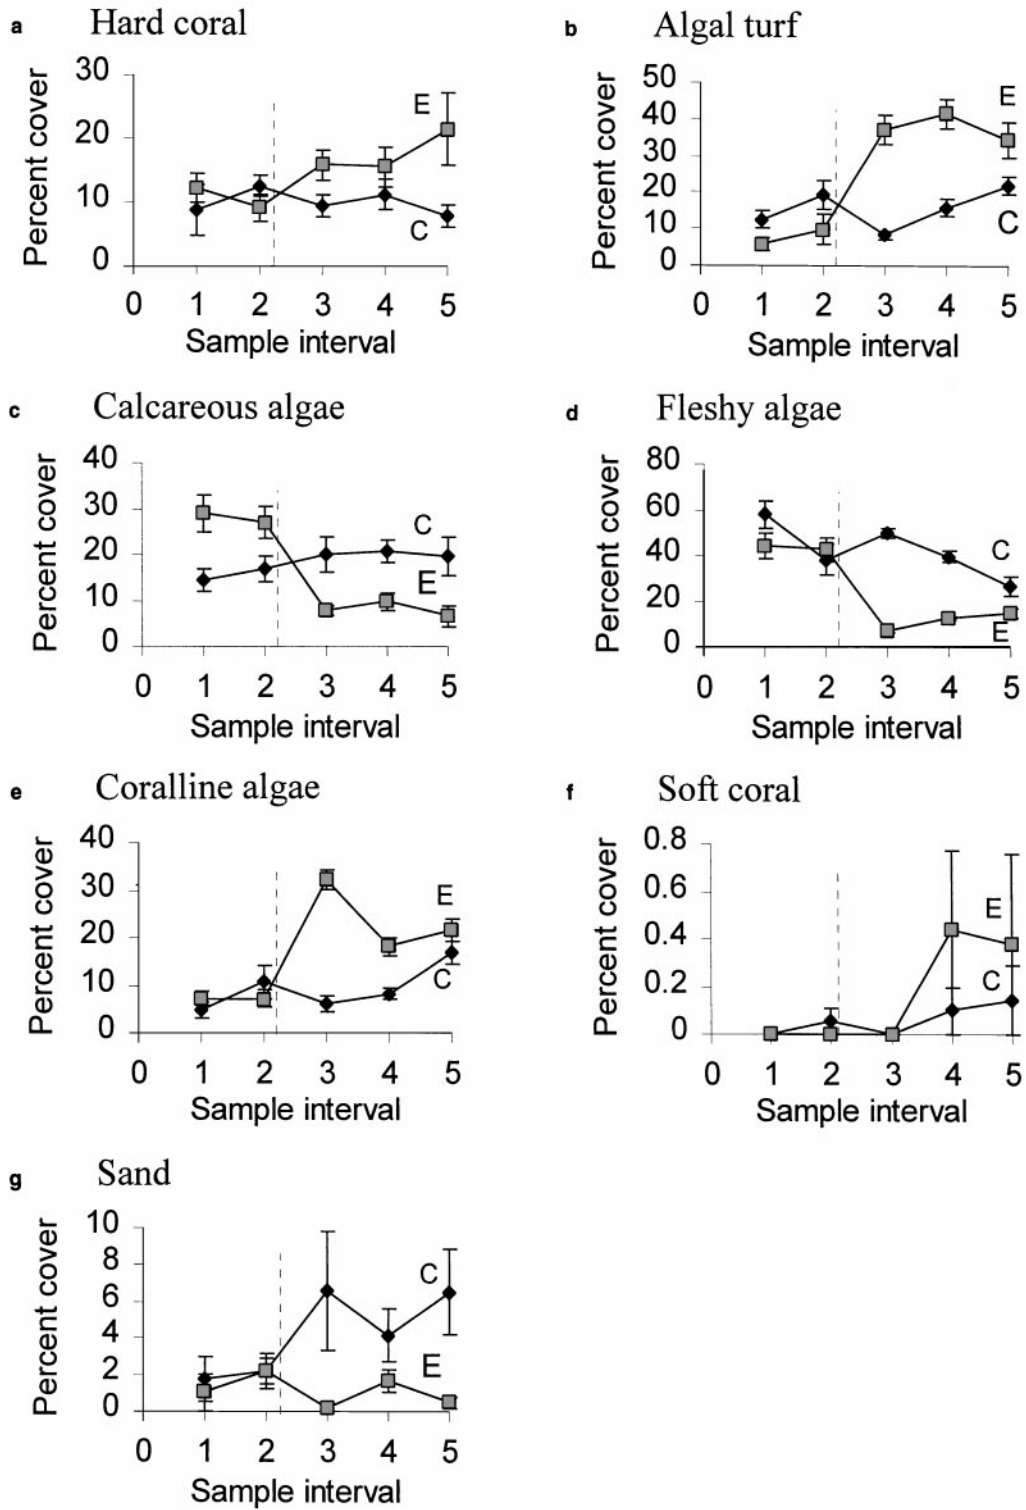 a Hard coral
30
20
10
0
Percent cover
E
C
0 1 2 3 4 5
Sample interval
b Algal turf
50
40
30
20
10
0
Percent cover
E
C
0 1 2 3 4 5
Sample interval
c Calcareous algae
40
30
20
10
0
Percent cover
C
E
0 1 2 3 4 5
Sample interval
d Fleshy algae
80
60
40
20
0
Percent cover
C
E
0 1 2 3 4 5
Sample interval
e Coralline algae
40
30
20
10
0
Percent cover
E
C
0 1 2 3 4 5
Sample interval
f Soft coral
0.8
0.6
0.4
0.2
0
Percent cover
E
C
0 1 2 3 4 5
Sample interval
g Sand
10
8
6
4
2
0
Percent cover
C
E
0 1 2 3 4 5
Sample interval